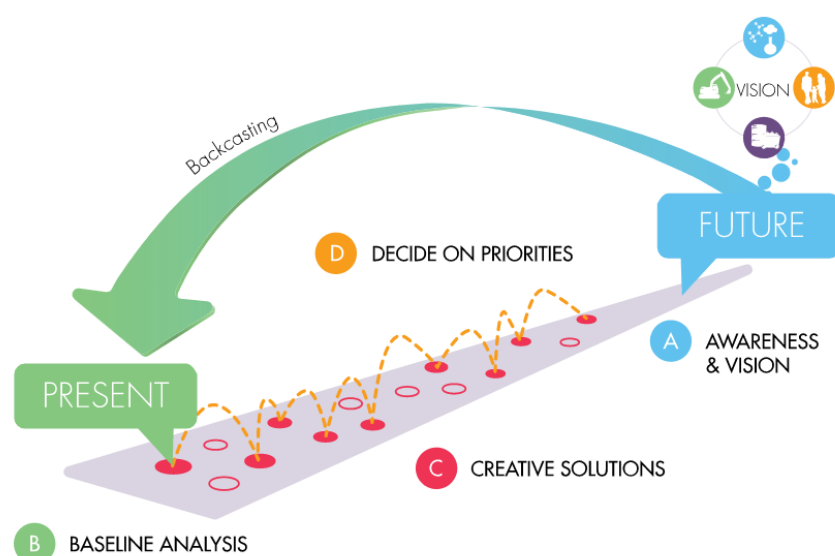 VISION
Backcasting
FUTURE
D DECIDE ON PRIORITIES
A AWARENESS
& VISION
PRESENT
C CREATIVE SOLUTIONS
B BASELINE ANALYSIS